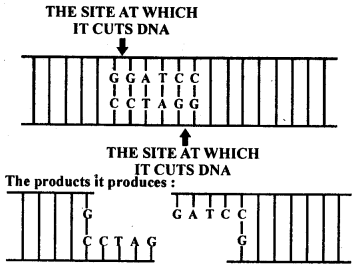 THE SITE AT WHICH
IT CUTS DNA
G G A T C C
C C T A G G
THE SITE AT WHICH
IT CUTS DNA
The products it produces :
G G A T C C
C C T A G G